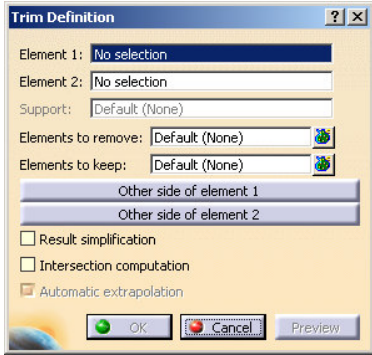 Trim Definition
Element 1: No selection
Element 2: No selection
Support: Default (None)
Elements to remove: Default (None)
Elements to keep: Default (None)
Other side of element 1
Other side of element 2
Result simplification
Intersection computation
Automatic extrapolation
OK Cancel Preview